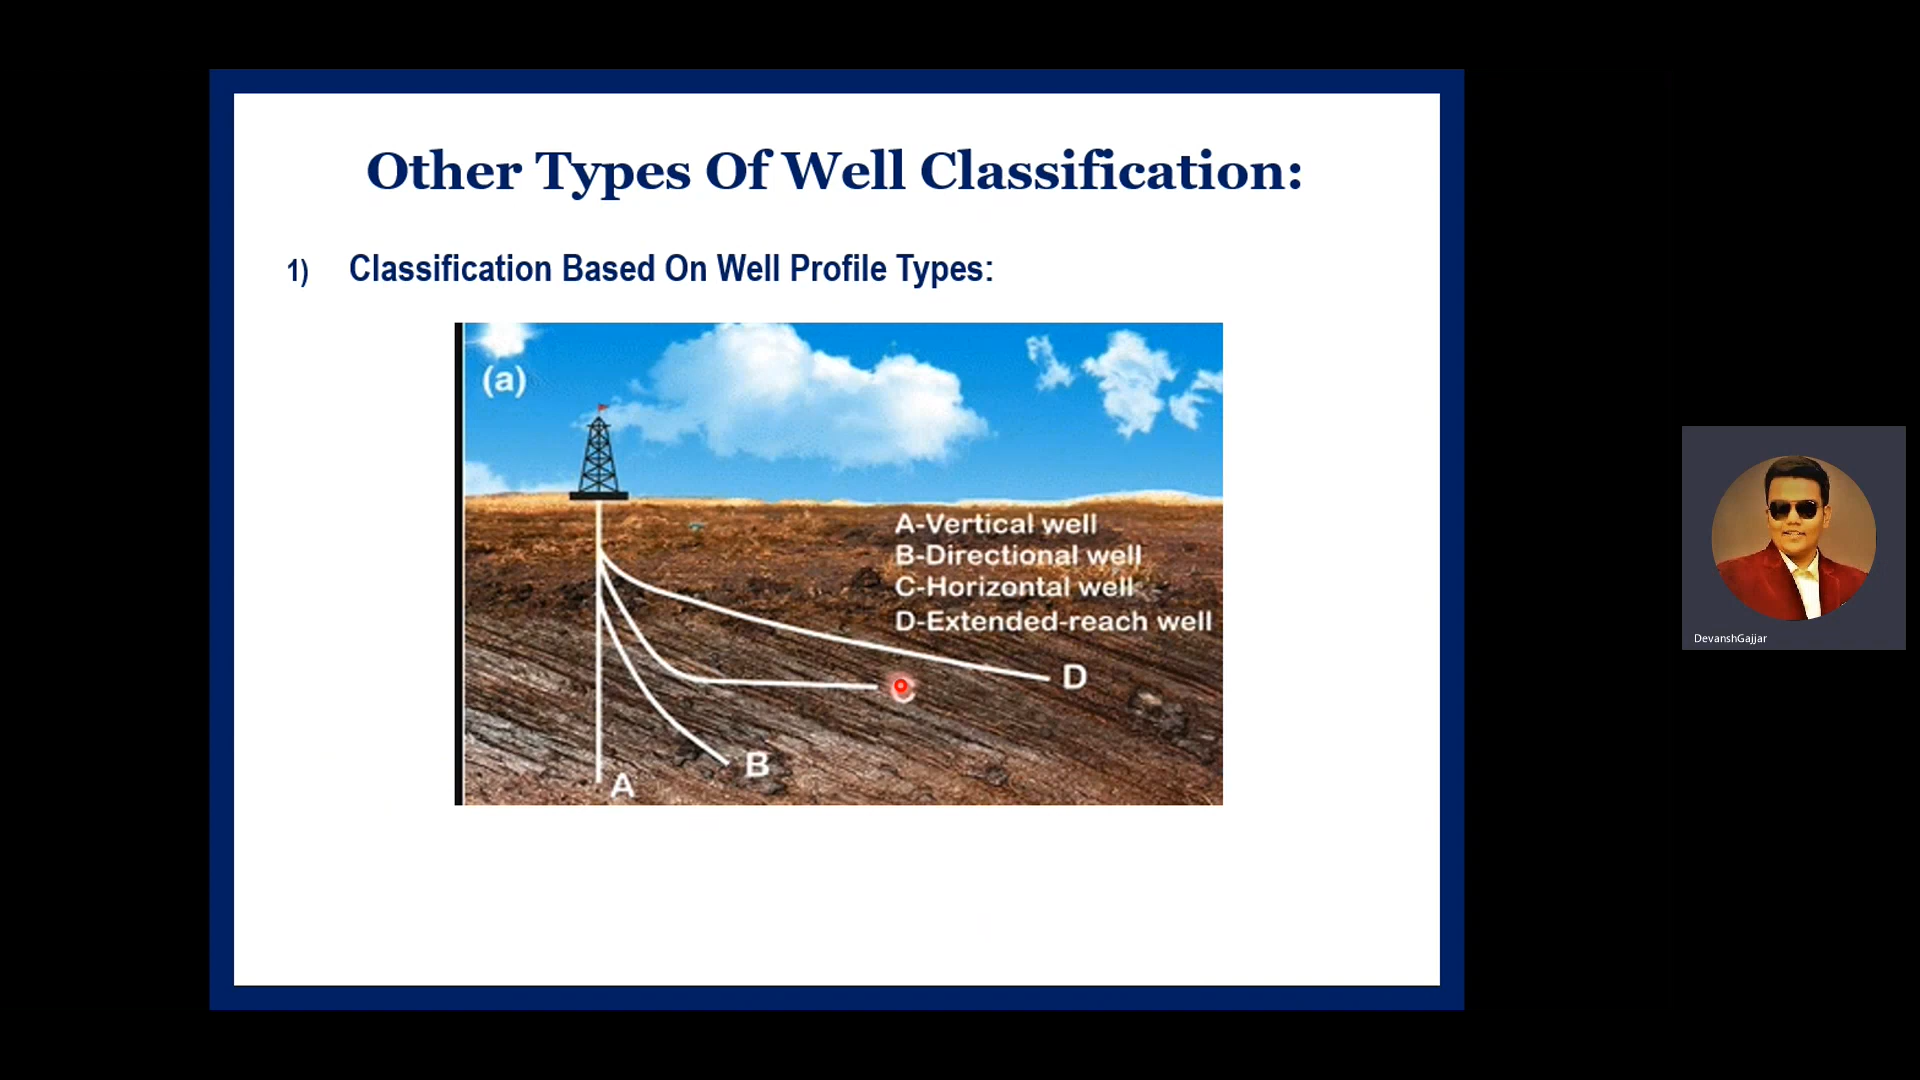 Other Types Of Well Classification:
1) Classification Based On Well Profile Types:
(a)
A-Vertical well
B-Directional well
C-Horizontal well
D-Extended-reach well
D
C
B
A
DevanshGajjar